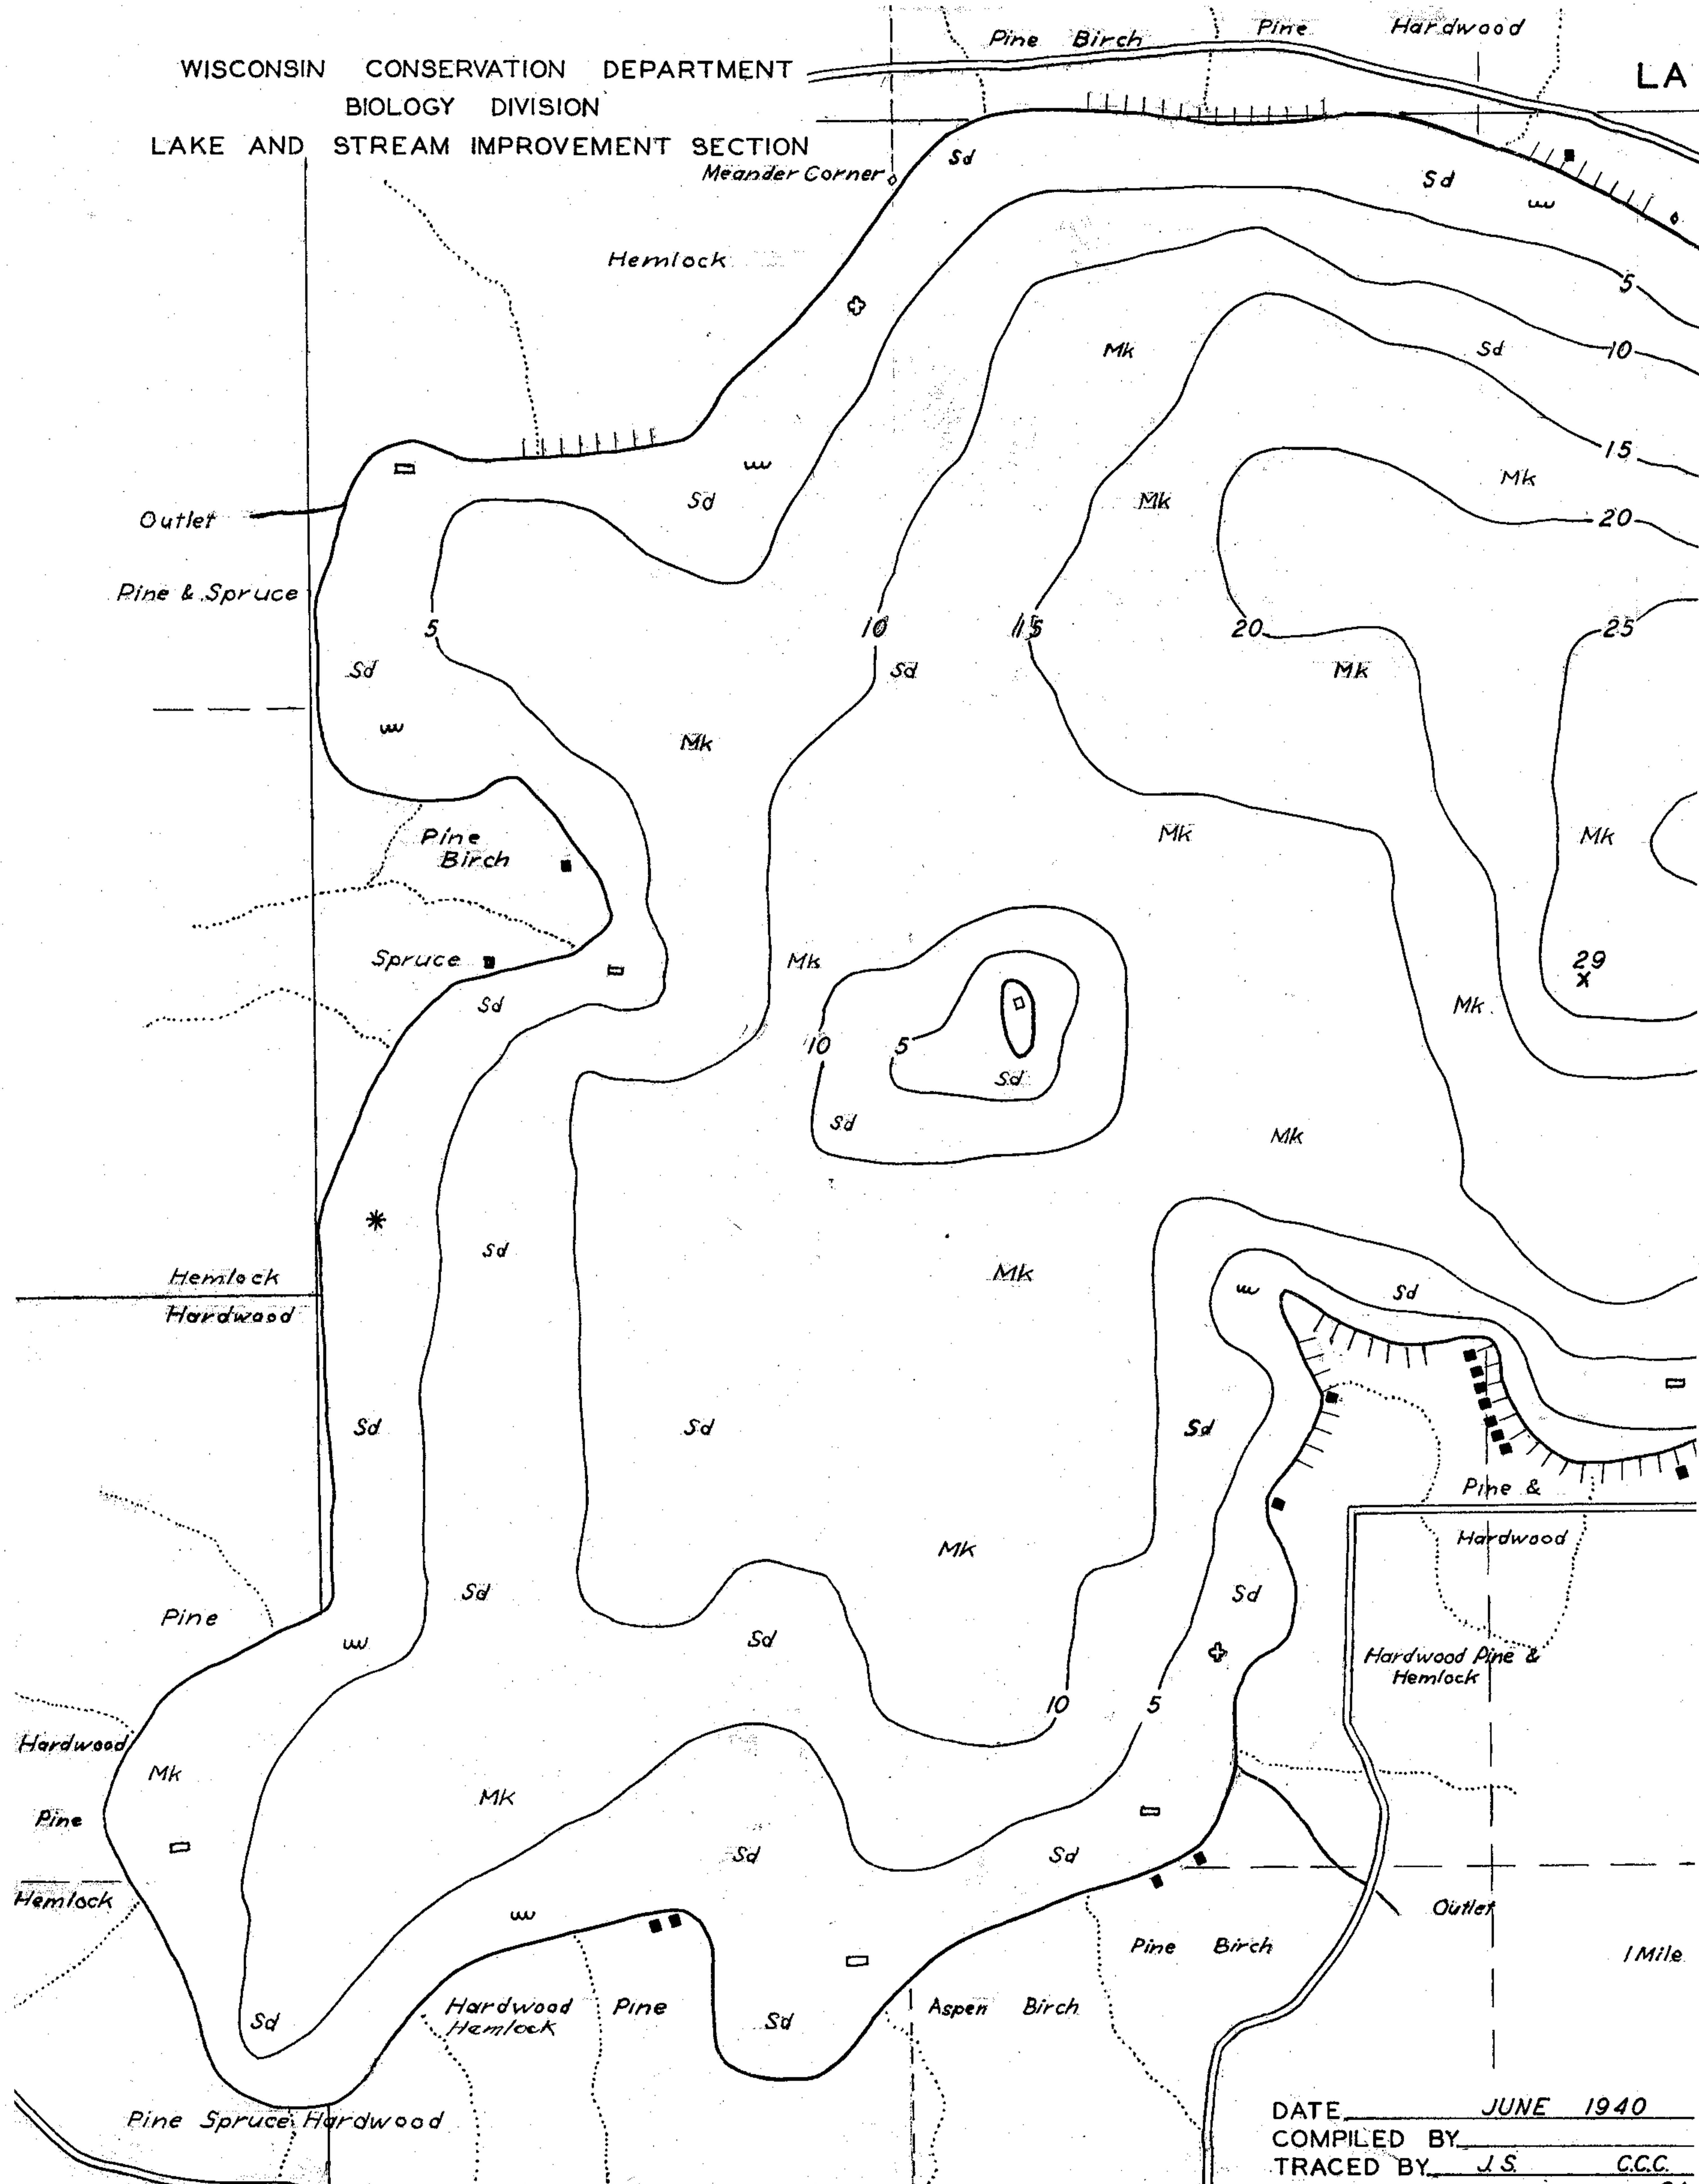 WISCONSIN CONSERVATION DEPARTMENT
BIOLOGY DIVISION
LAKE AND STREAM IMPROVEMENT SECTION
LA
Pine Birch
Pine
Hardwood
Meander Corner
Sd
Sd
Hemlock
5
Mk
Sd
10
15
Sd
Mk
Mk
20
Outlet
Pine & Spruce
5
10
15
20
25
Sd
Sd
Mk
Mk
Pine
Birch
Mk
Mk
Spruce
Mk
29
x
Sd
Mk
10
5
Sd
Sd
Mk
Sd
Mk
Hemlock
Hardwood
Sd
Sd
Sd
Sd
Pine &
Hardwood
Mk
Sd
Sd
Pine
Sd
Hardwood Pine &
Hemlock
10
5
Hardwood
Mk
Mk
Pine
Sd
Sd
Hemlock
Outlet
Pine Birch
1 Mile
Hardwood
Hemlock
Pine
Aspen Birch
Sd
Sd
Pine Spruce Hardwood
DATE JUNE 1940
COMPILED BY
TRACED BY J.S. C.C.C.